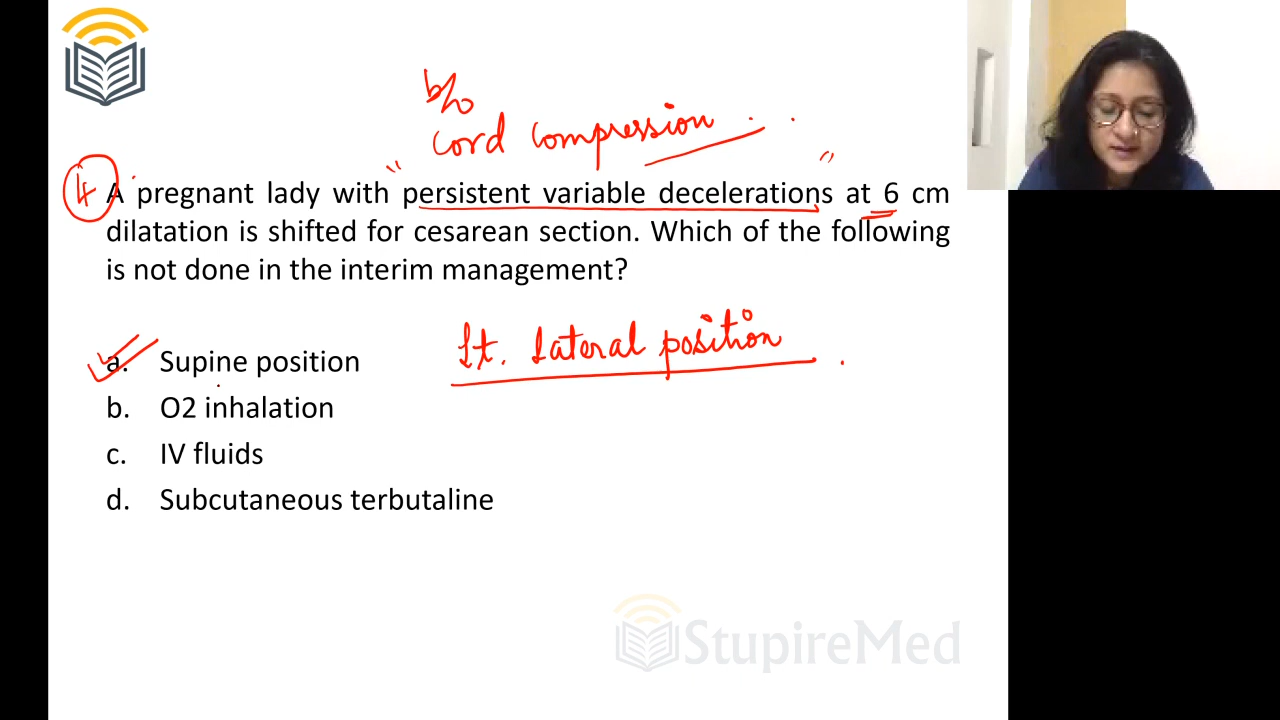 b/o
cord compression
4
" "
A pregnant lady with persistent variable decelerations at 6 cm
dilatation is shifted for cesarean section. Which of the following
is not done in the interim management?
lt. lateral position
a. Supine position
b. O2 inhalation
c. IV fluids
d. Subcutaneous terbutaline
StupireMed